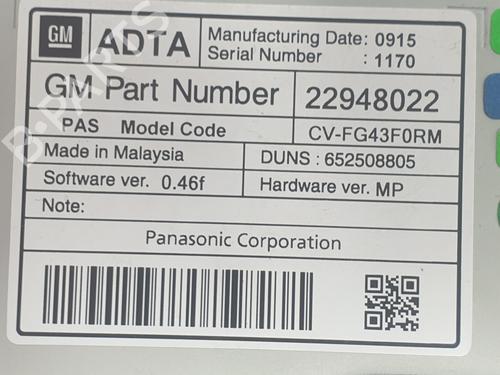 GM ADTA Manufacturing Date: 0915
Serial Number : 1170
GM Part Number 22948022
PAS Model Code CV-FG43F0RM
Made in Malaysia DUNS : 652508805
Software ver. 0.46f Hardware ver. MP
Note:
Panasonic Corporation
B-PARTS